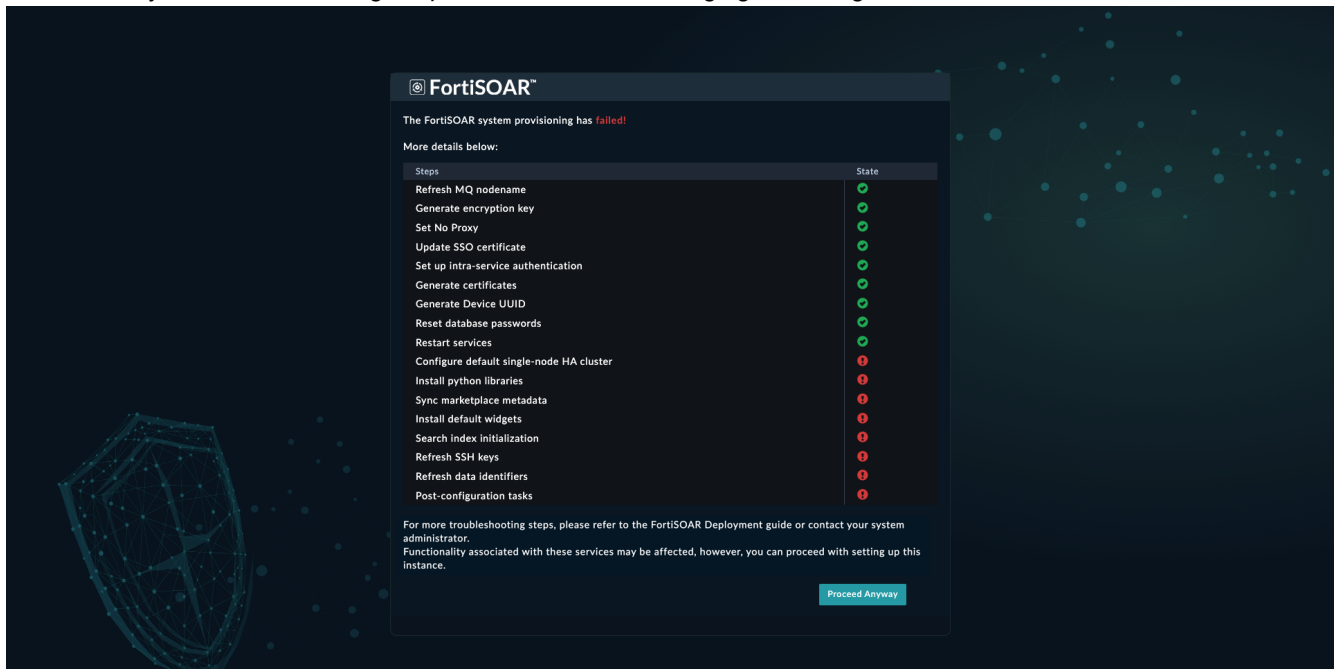 FortiSOAR™
The FortiSOAR system provisioning has failed!
More details below:
Steps State
Refresh MQ nodename
Generate encryption key
Set No Proxy
Update SSO certificate
Set up intra-service authentication
Generate certificates
Generate Device UUID
Reset database passwords
Restart services
Configure default single-node HA cluster
Install python libraries
Sync marketplace metadata
Install default widgets
Search index initialization
Refresh SSH keys
Refresh data identifiers
Post-configuration tasks
For more troubleshooting steps, please refer to the FortiSOAR Deployment guide or contact your system
administrator.
Functionality associated with these services may be affected, however, you can proceed with setting up this
instance.
Proceed Anyway